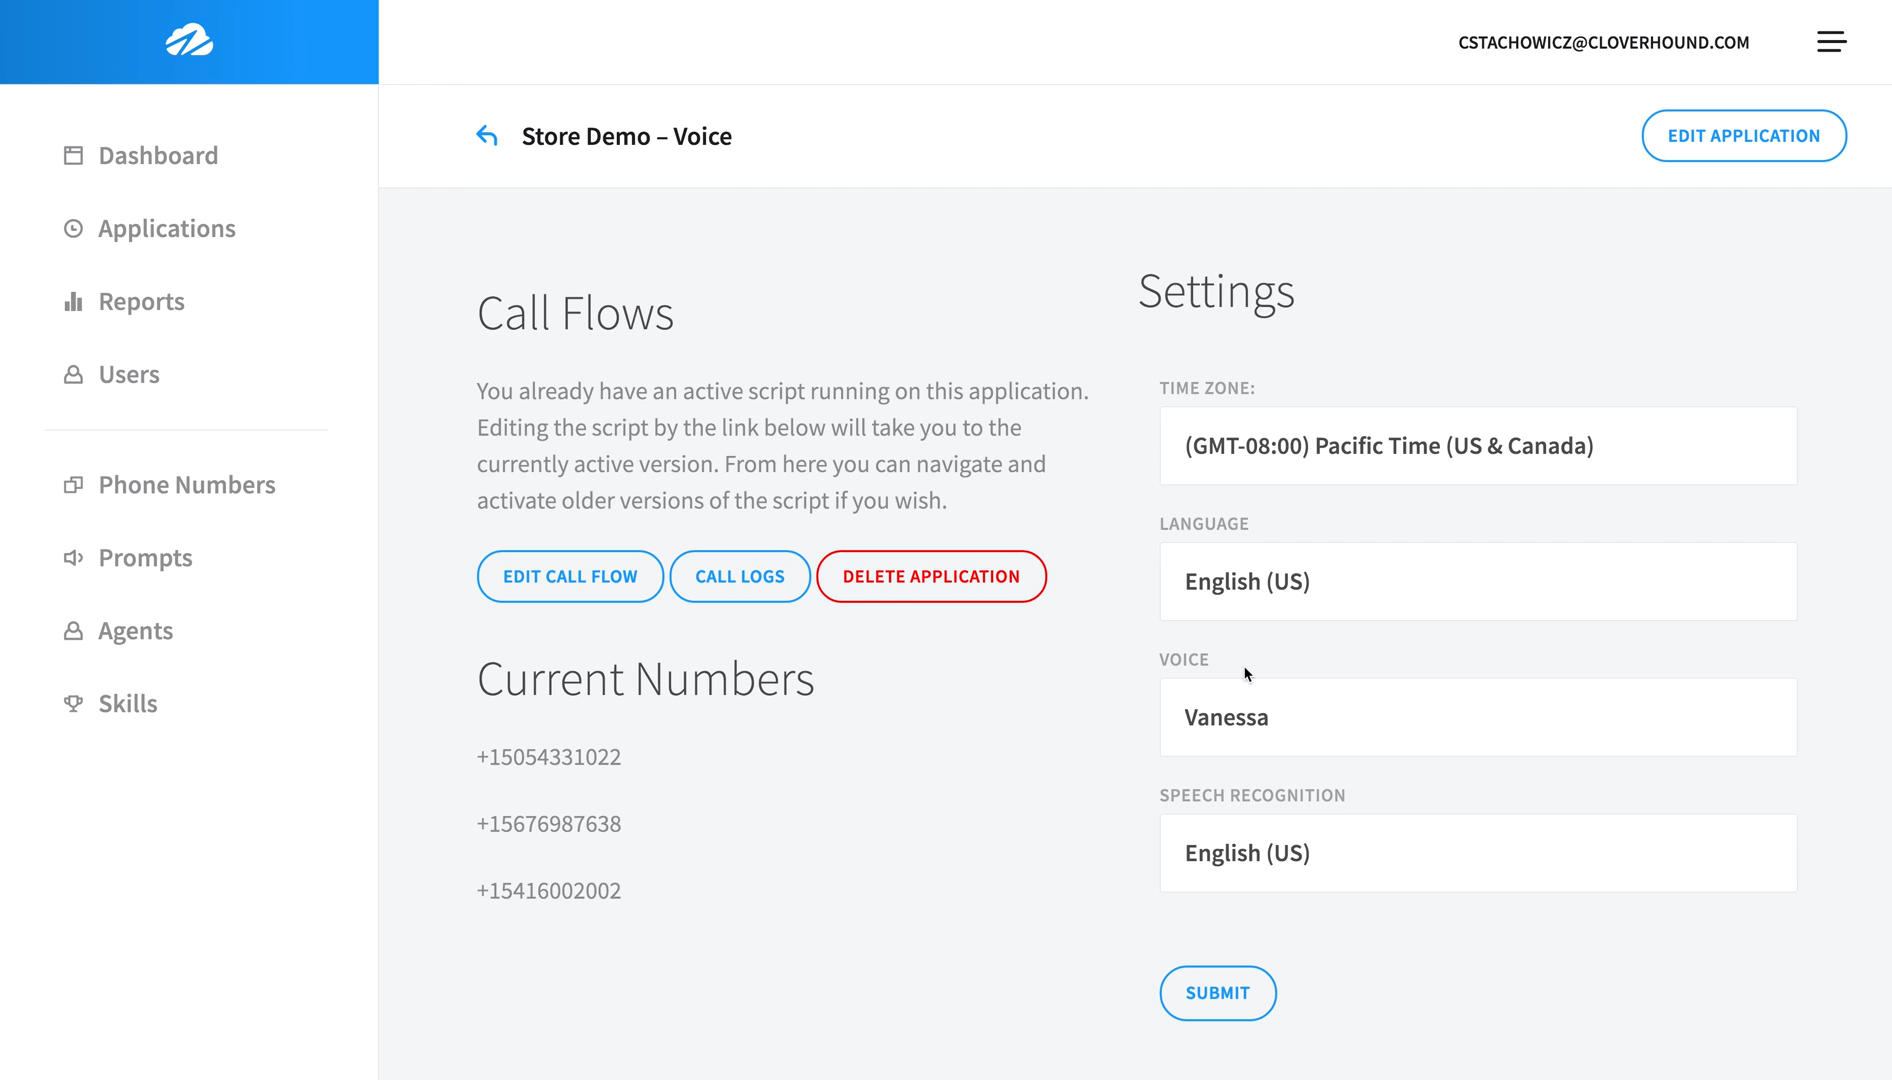 CSTACHOWICZ@CLOVERHOUND.COM
Store Demo – Voice
EDIT APPLICATION
Dashboard
Applications
Reports
Users
Phone Numbers
Prompts
Agents
Skills
Call Flows
You already have an active script running on this application.
Editing the script by the link below will take you to the
currently active version. From here you can navigate and
activate older versions of the script if you wish.
EDIT CALL FLOW
CALL LOGS
DELETE APPLICATION
Current Numbers
+15054331022
+15676987638
+15416002002
Settings
TIME ZONE:
(GMT-08:00) Pacific Time (US & Canada)
LANGUAGE
English (US)
VOICE
Vanessa
SPEECH RECOGNITION
English (US)
SUBMIT